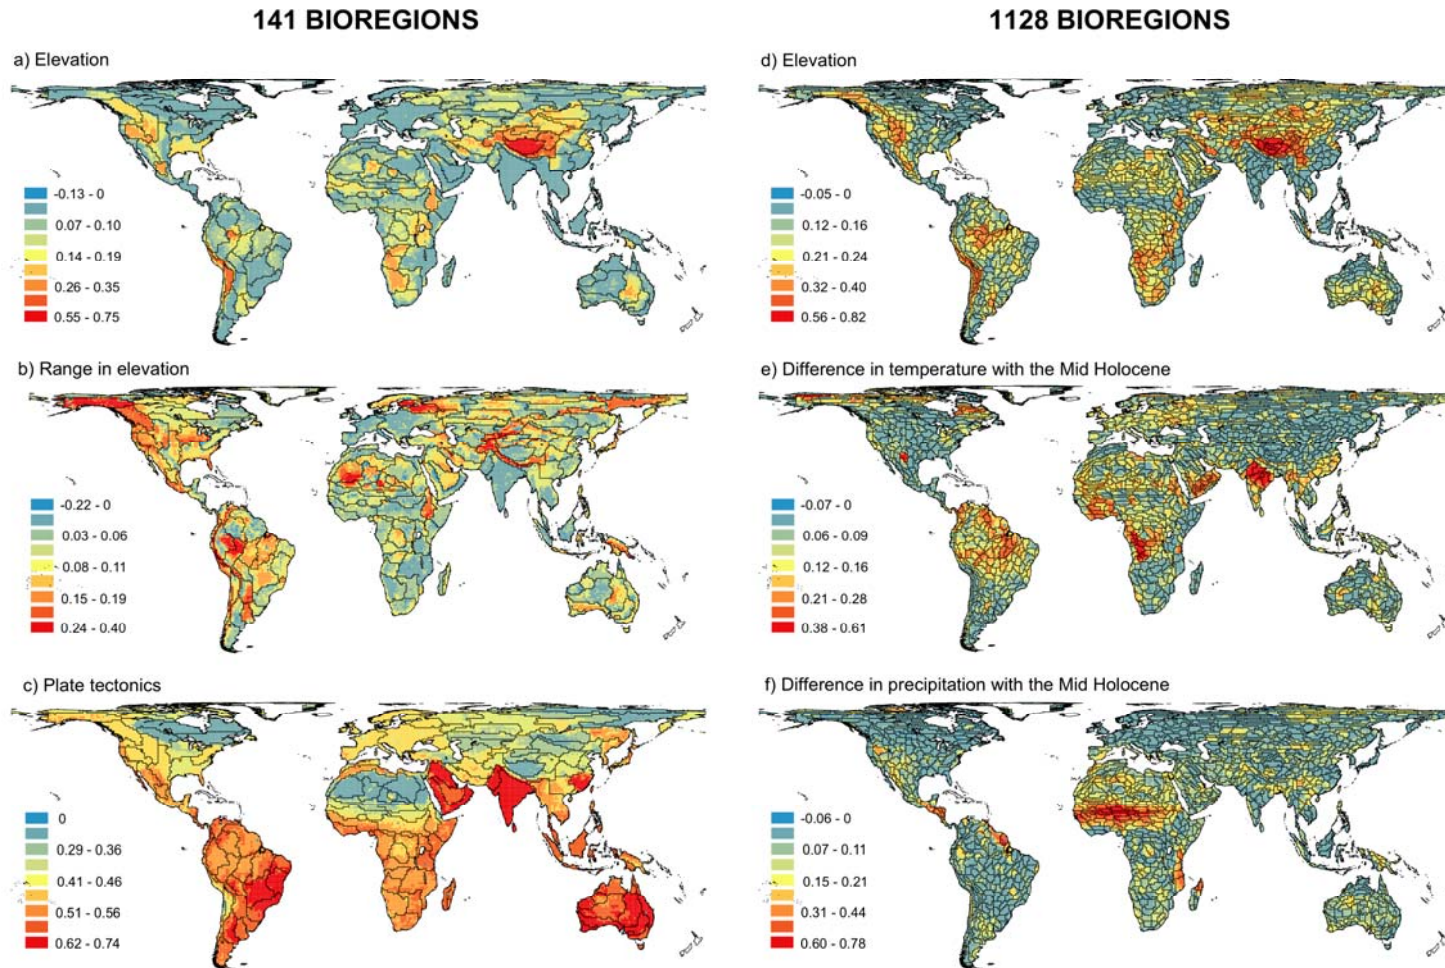 141 BIOREGIONS
a) Elevation
-0.13 - 0
0.07 - 0.10
0.14 - 0.19
0.26 - 0.35
0.55 - 0.75
b) Range in elevation
-0.22 - 0
0.03 - 0.06
0.08 - 0.11
0.15 - 0.19
0.24 - 0.40
c) Plate tectonics
0
0.29 - 0.36
0.41 - 0.46
0.51 - 0.56
0.62 - 0.74
1128 BIOREGIONS
d) Elevation
-0.05 - 0
0.12 - 0.16
0.21 - 0.24
0.32 - 0.40
0.56 - 0.82
e) Difference in temperature with the Mid Holocene
-0.07 - 0
0.06 - 0.09
0.12 - 0.16
0.21 - 0.28
0.38 - 0.61
f) Difference in precipitation with the Mid Holocene
-0.06 - 0
0.07 - 0.11
0.15 - 0.21
0.31 - 0.44
0.60 - 0.78